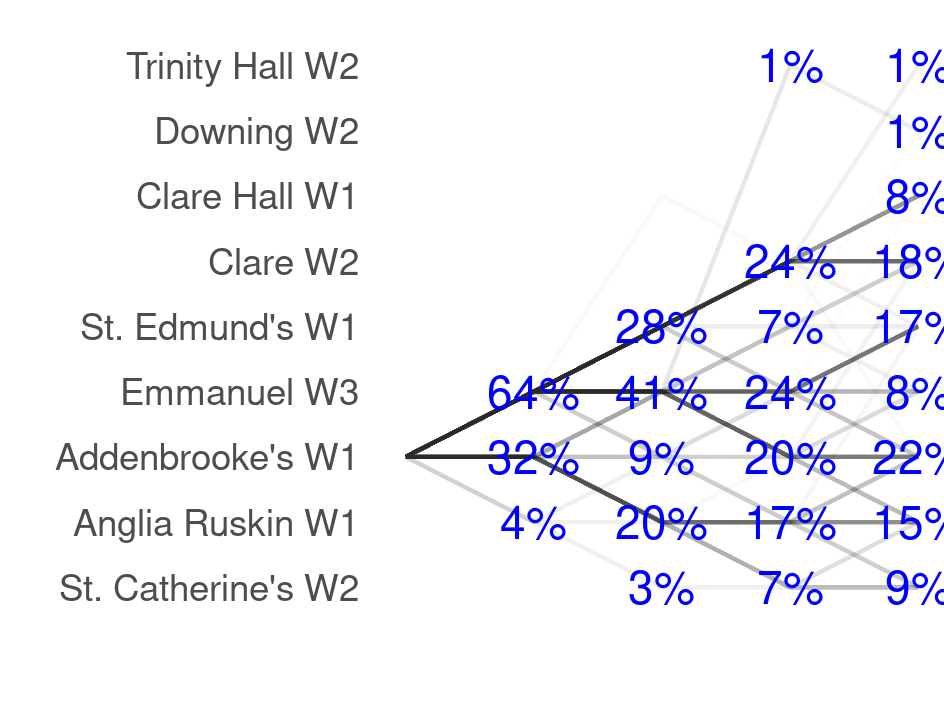 Trinity Hall W2 1% 1%
Downing W2 1%
Clare Hall W1 8%
Clare W2 24% 18%
St. Edmund's W1 28% 7% 17%
Emmanuel W3 64% 41% 24% 8%
Addenbrooke's W1 32% 9% 20% 22%
Anglia Ruskin W1 4% 20% 17% 15%
St. Catherine's W2 3% 7% 9%